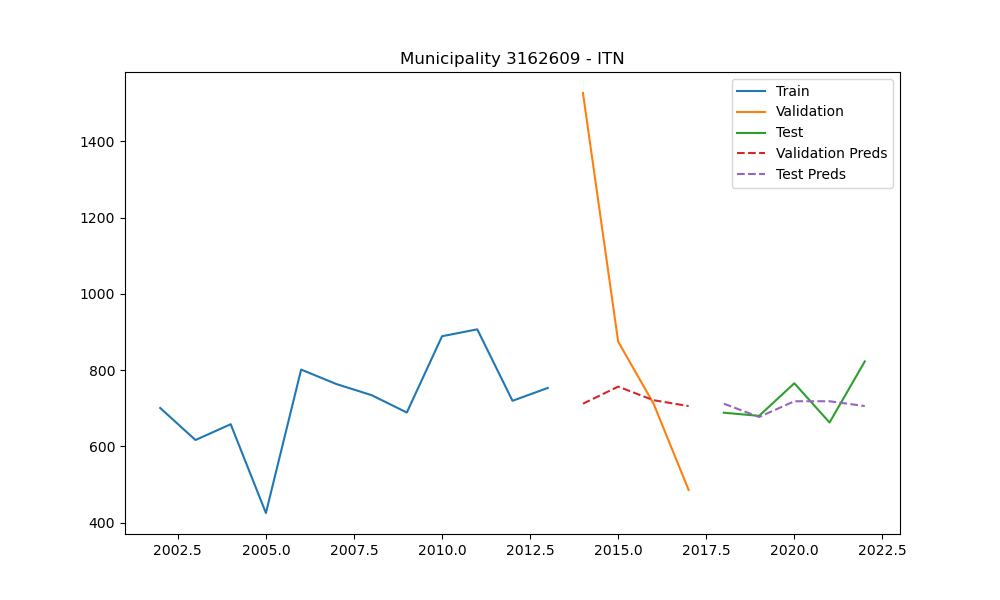 Municipality 3162609 - ITN
Train
Validation
Test
Validation Preds
Test Preds
1400
1200
1000
800
600
400
2002.5 2005.0 2007.5 2010.0 2012.5 2015.0 2017.5 2020.0 2022.5